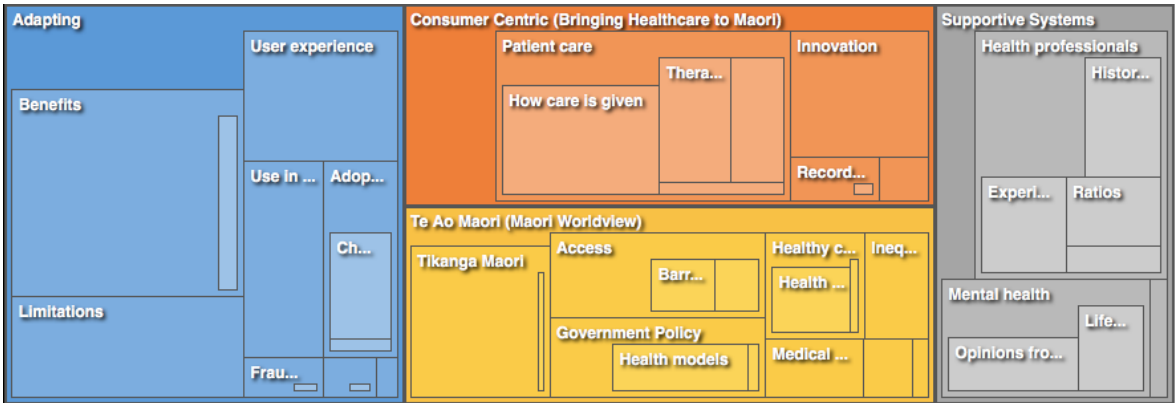 Adapting
User experience
Benefits
Use in ...
Adop...
Ch...
Limitations
Frau...
Consumer Centric (Bringing Healthcare to Maori)
Patient care
Innovation
Thera...
How care is given
Record...
Te Ao Maori (Maori Worldview)
Tikanga Maori
Access
Healthy c...
Ineq...
Barr...
Health ...
Government Policy
Health models
Medical ...
Supportive Systems
Health professionals
Histor...
Experi...
Ratios
Mental health
Life...
Opinions fro...